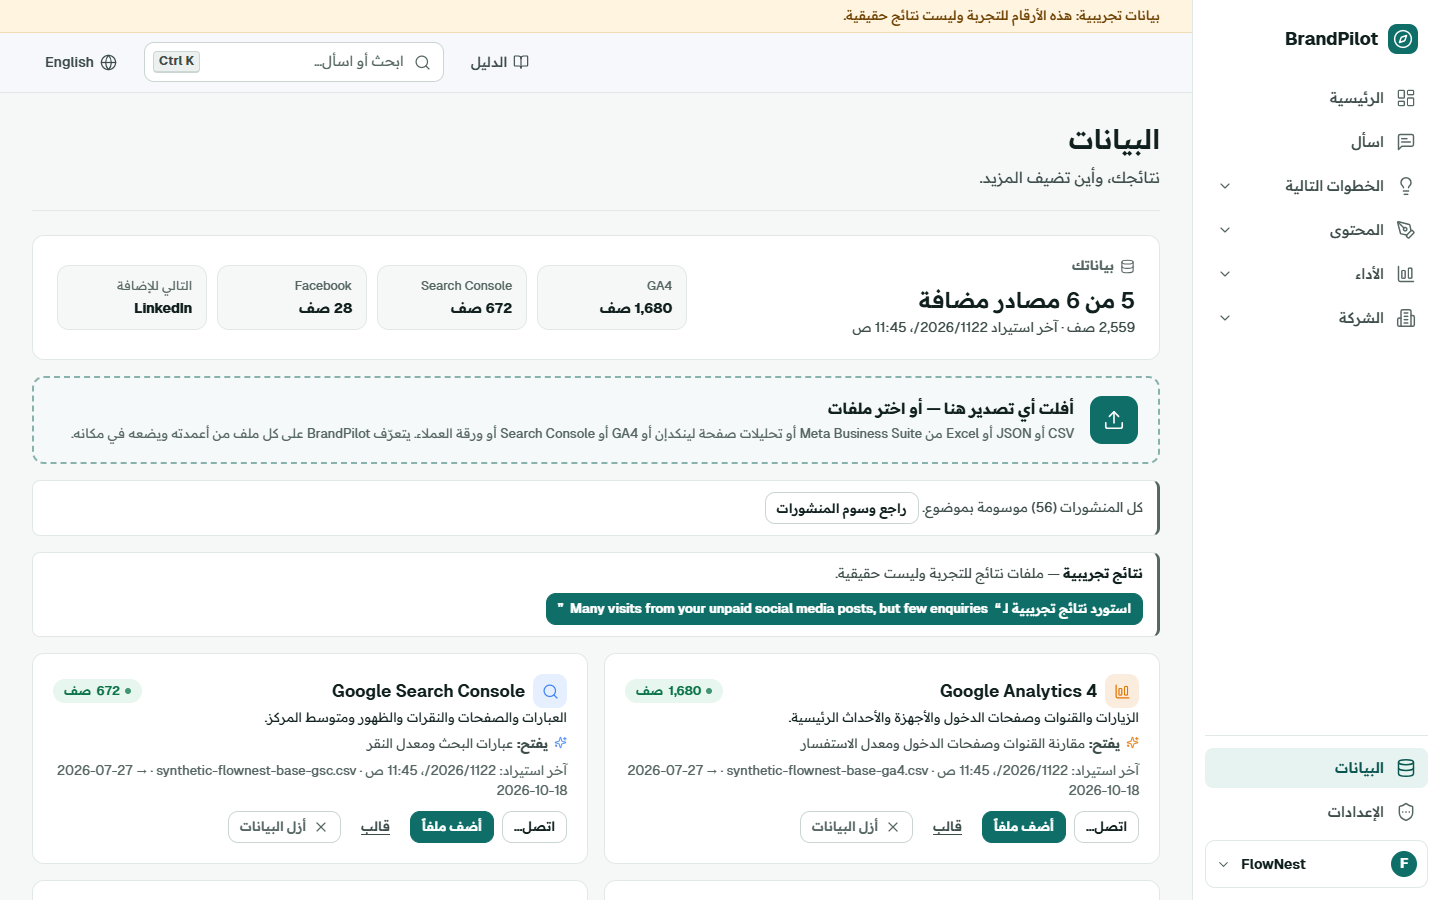 بيانات تجريبية: هذه الأرقام للتجربة وليست نتائج حقيقية.
BrandPilot
الرئيسية
اسأل
الخطوات التالية
المحتوى
الأداء
الشركة
البيانات
الإعدادات
F FlowNest
الدليل
ابحث أو اسأل...
Ctrl K
English
البيانات
نتائجك، وأين تضيف المزيد.
بياناتك
5 من 6 مصادر مضافة
2,559 صف · آخر استيراد 2026/1122/، 11:45 ص
GA4
1,680 صف
Search Console
672 صف
Facebook
28 صف
التالي للإضافة
LinkedIn
أفلت أي تصدير هنا — أو اختر ملفات
CSV أو JSON أو Excel من Meta Business Suite أو تحليلات صفحة لينكدإن أو GA4 أو Search Console أو ورقة العملاء. يتعرّف BrandPilot على كل ملف من أعمدته ويضعه في مكانه.
كل المنشورات (56) موسومة بموضوع. راجع وسوم المنشورات
نتائج تجريبية — ملفات نتائج للتجربة وليست حقيقية.
استورد نتائج تجريبية لـ “Many visits from your unpaid social media posts, but few enquiries”
Google Analytics 4
1,680 صف
الزيارات والقنوات وصفحات الدخول والأجهزة والأحداث الرئيسية.
يفتح: مقارنة القنوات وصفحات الدخول ومعدل الاستفسار
آخر استيراد: 2026/1122/، 11:45 ص · synthetic-flownest-base-ga4.csv · 2026-07-27 →
2026-10-18
اتصل...
أضف ملفاً
قالب
أزل البيانات
Google Search Console
672 صف
العبارات والصفحات والنقرات والظهور ومتوسط المركز.
يفتح: عبارات البحث ومعدل النقر
آخر استيراد: 2026/1122/، 11:45 ص · synthetic-flownest-base-gsc.csv · 2026-07-27 →
2026-10-18
اتصل...
أضف ملفاً
قالب
أزل البيانات